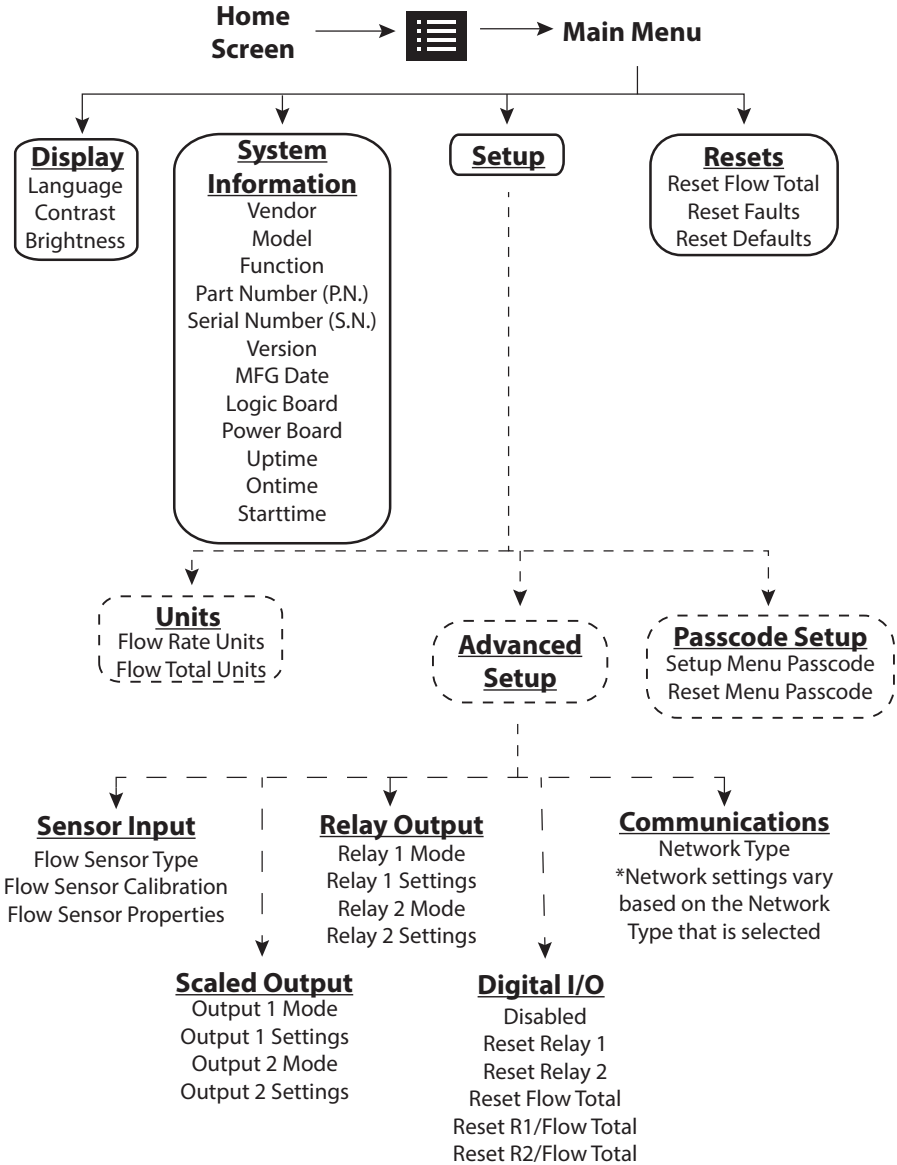 Home
Screen
Main Menu
Display
Language
Contrast
Brightness
System
Information
Vendor
Model
Function
Part Number (P.N.)
Serial Number (S.N.)
Version
MFG Date
Logic Board
Power Board
Uptime
Ontime
Starttime
Setup
Resets
Reset Flow Total
Reset Faults
Reset Defaults
Units
Flow Rate Units
Flow Total Units
Advanced
Setup
Passcode Setup
Setup Menu Passcode
Reset Menu Passcode
Sensor Input
Flow Sensor Type
Flow Sensor Calibration
Flow Sensor Properties
Scaled Output
Output 1 Mode
Output 1 Settings
Output 2 Mode
Output 2 Settings
Relay Output
Relay 1 Mode
Relay 1 Settings
Relay 2 Mode
Relay 2 Settings
Digital I/O
Disabled
Reset Relay 1
Reset Relay 2
Reset Flow Total
Reset R1/Flow Total
Reset R2/Flow Total
Communications
Network Type
*Network settings vary
based on the Network
Type that is selected